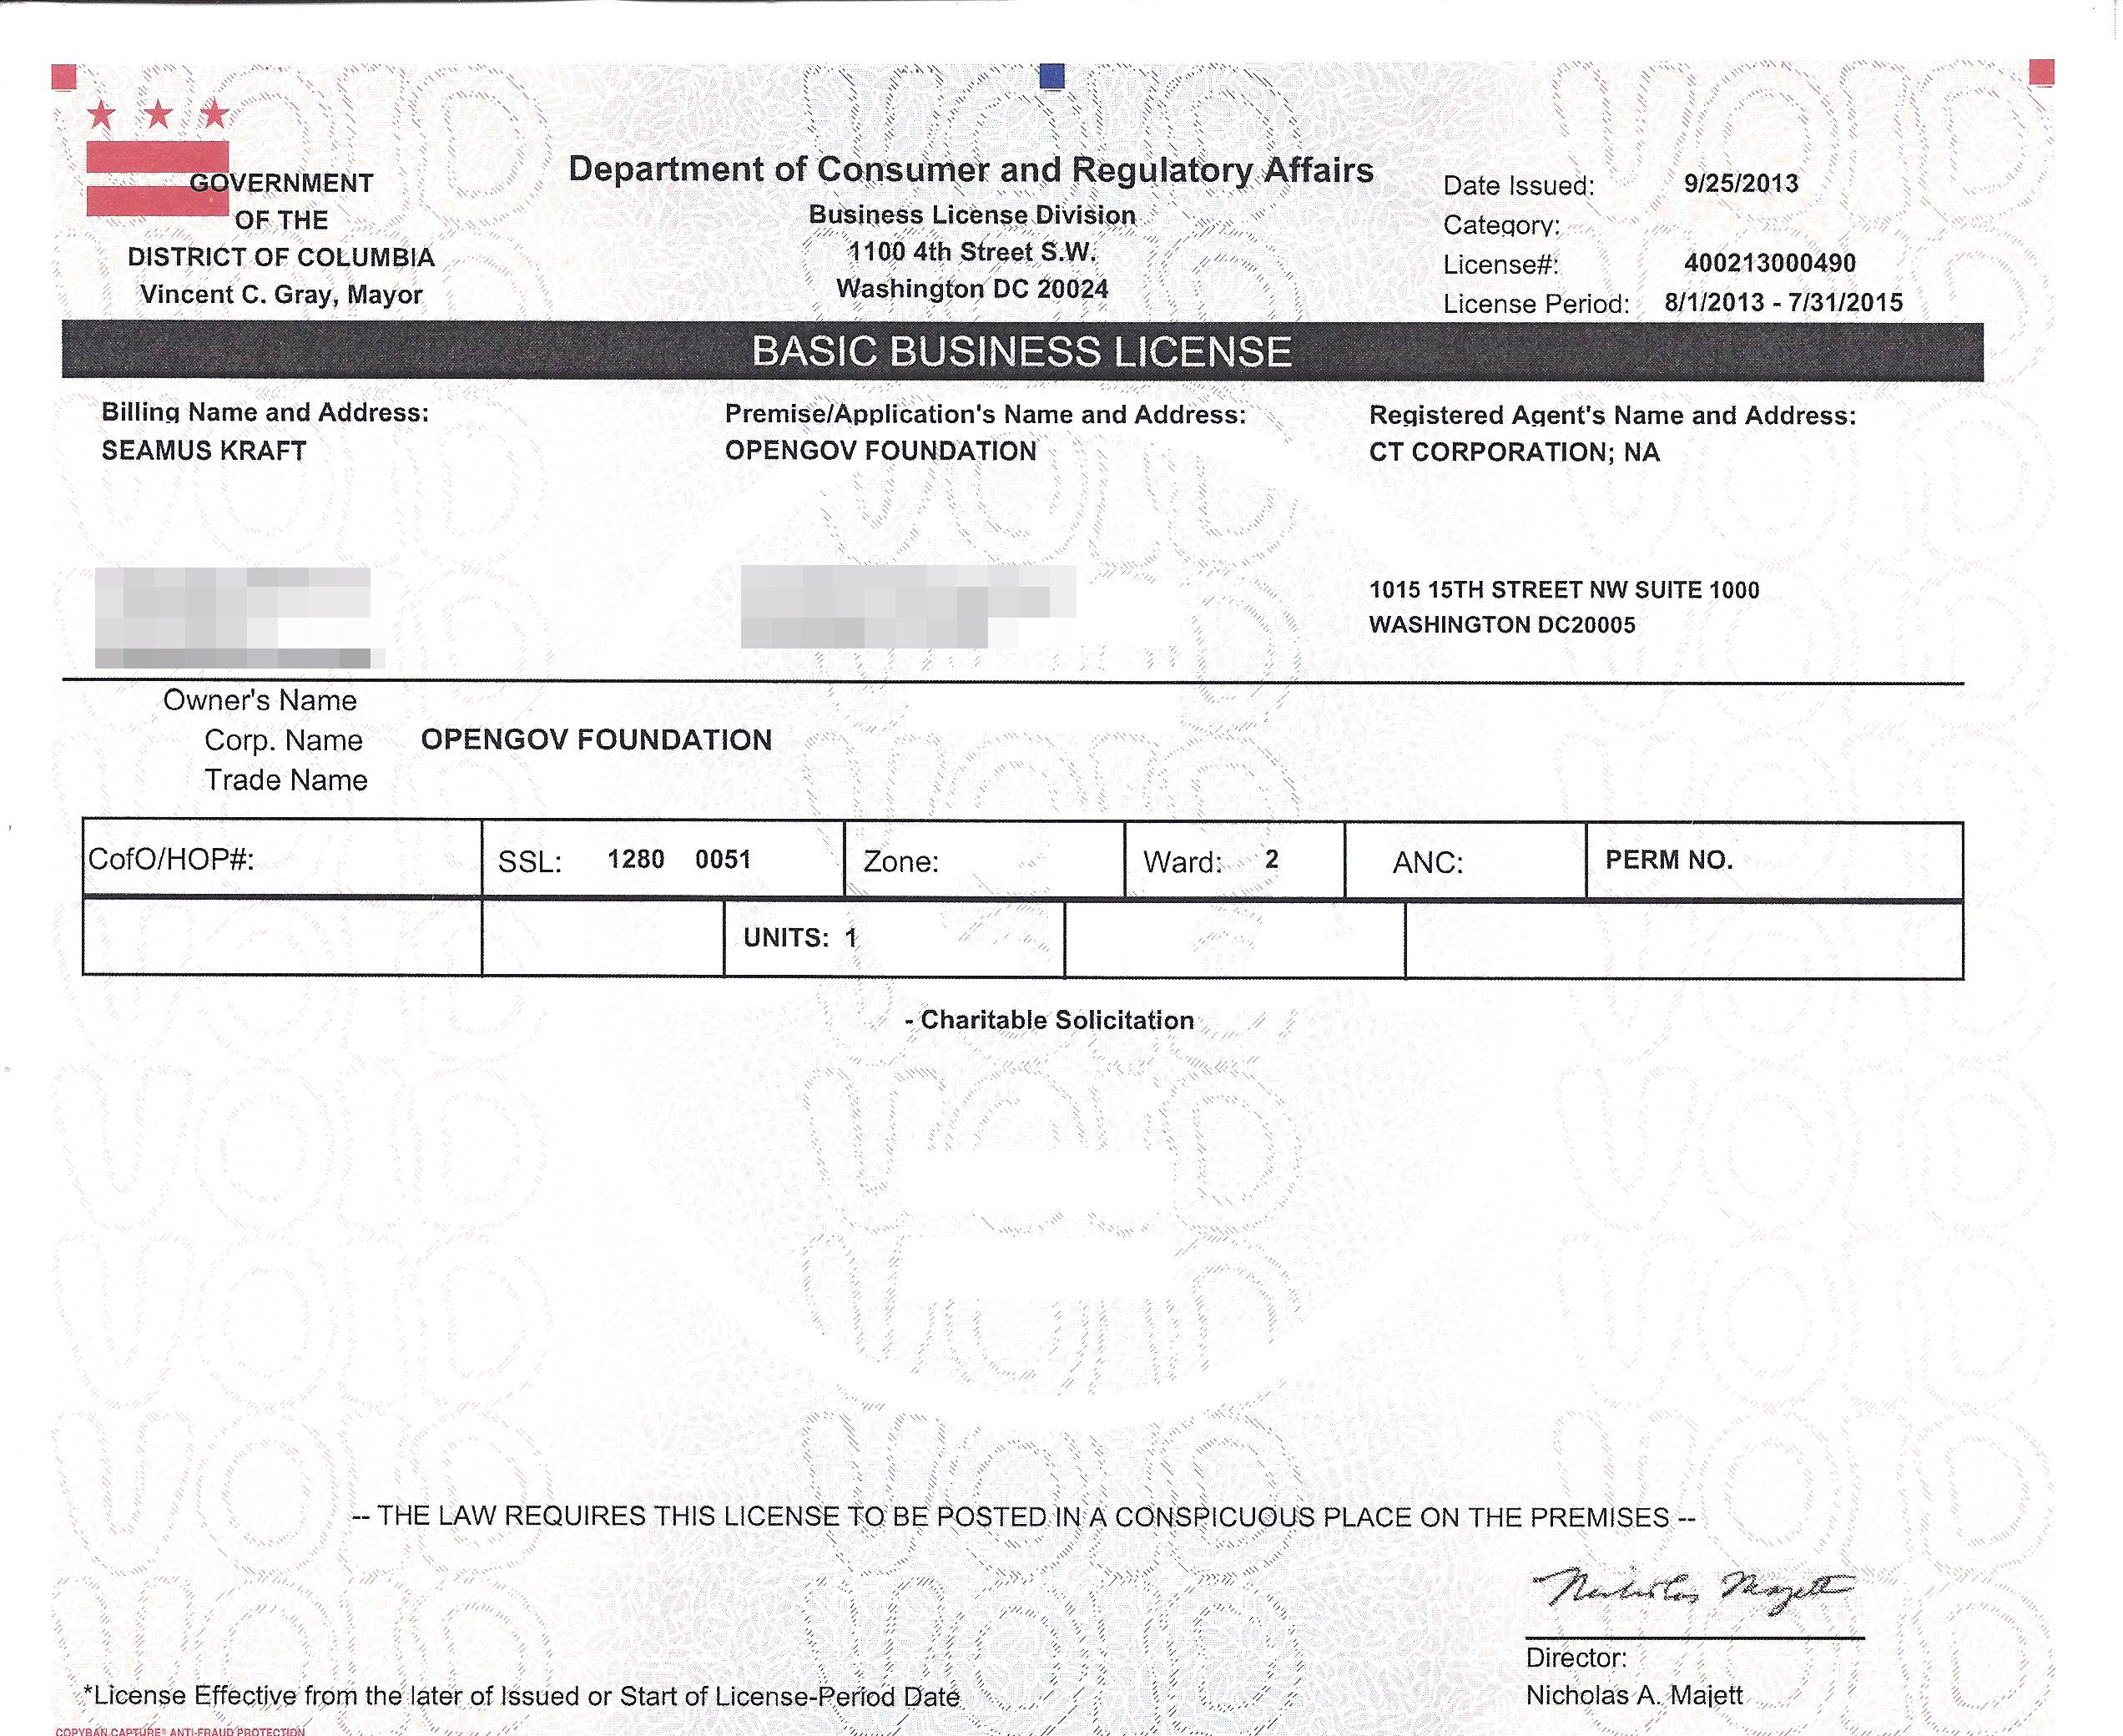 GOVERNMENT
OF THE
DISTRICT OF COLUMBIA
Vincent C. Gray, Mayor
Department of Consumer and Regulatory Affairs
Business License Division
1100 4th Street S.W.
Washington DC 20024
Date Issued: 9/25/2013
Category:
License#: 400213000490
License Period: 8/1/2013 - 7/31/2015
BASIC BUSINESS LICENSE
Billing Name and Address:
SEAMUS KRAFT
Premise/Application's Name and Address:
OPENGOV FOUNDATION
Registered Agent's Name and Address:
CT CORPORATION; NA
1015 15TH STREET NW SUITE 1000
WASHINGTON DC20005
Owner's Name
Corp. Name OPENGOV FOUNDATION
Trade Name
CofO/HOP#: SSL: 1280 0051 Zone: Ward: 2 ANC: PERM NO.
UNITS: 1
- Charitable Solicitation
-- THE LAW REQUIRES THIS LICENSE TO BE POSTED IN A CONSPICUOUS PLACE ON THE PREMISES --
Nicholas Majett
Director:
Nicholas A. Majett
*License Effective from the later of Issued or Start of License-Period Date
COPYBAN CAPTURE® ANTI-FRAUD PROTECTION
VOID